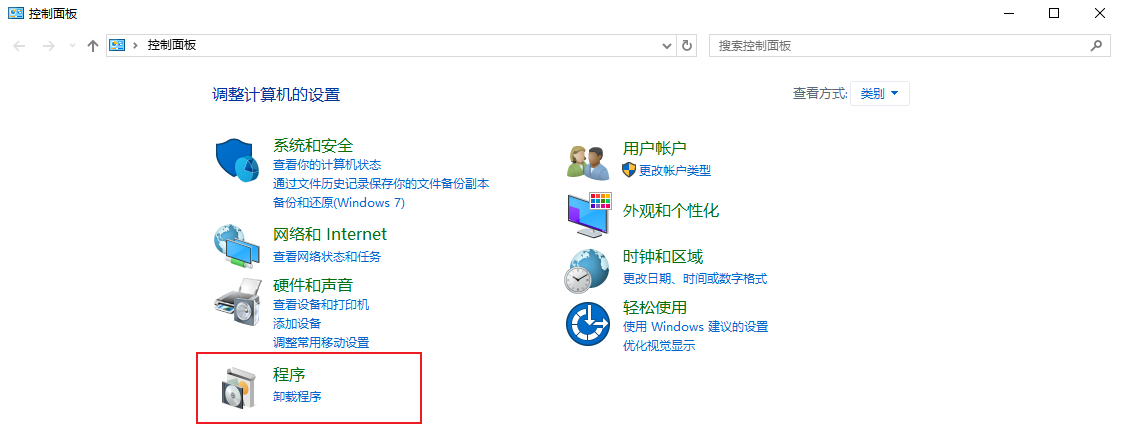 控制面板
控制面板
搜索控制面板
调整计算机的设置
查看方式: 类别
系统和安全
查看你的计算机状态
通过文件历史记录保存你的文件备份副本
备份和还原(Windows 7)
网络和 Internet
查看网络状态和任务
硬件和声音
查看设备和打印机
添加设备
调整常用移动设置
程序
卸载程序
用户帐户
更改帐户类型
外观和个性化
时钟和区域
更改日期、时间或数字格式
轻松使用
使用 Windows 建议的设置
优化视觉显示